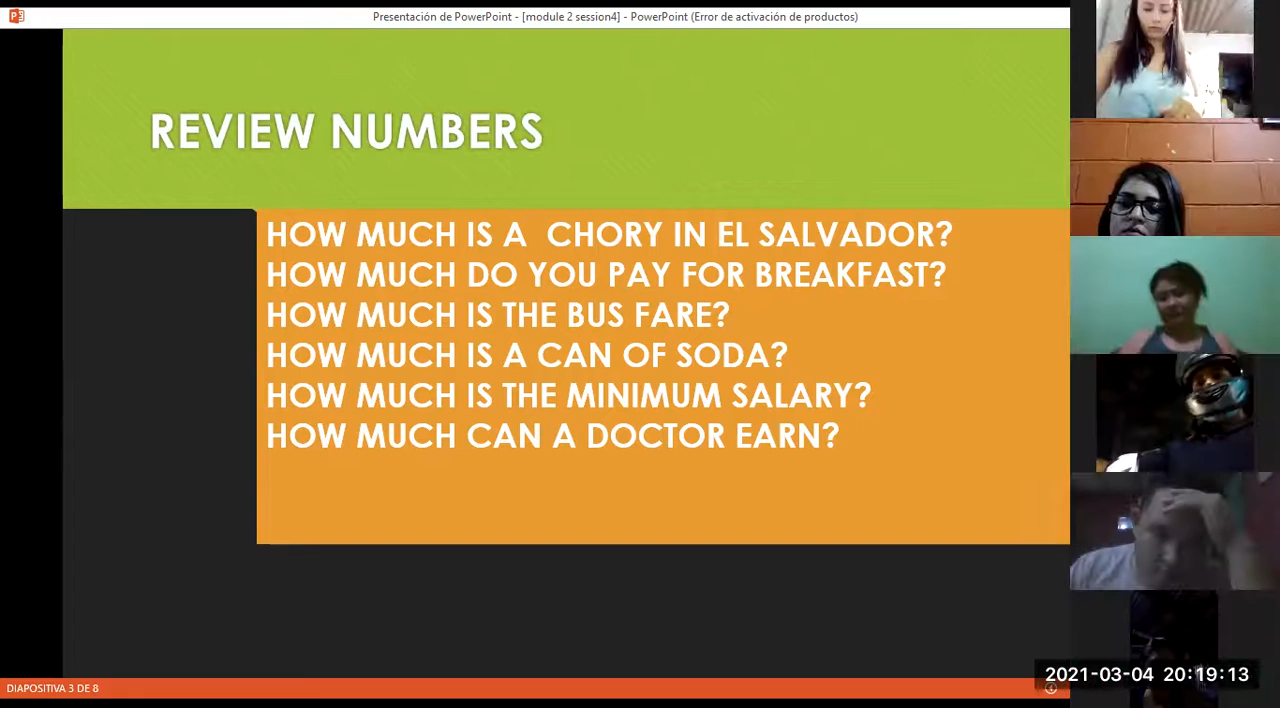 Presentación de PowerPoint - [module 2 session4] - PowerPoint (Error de activación de productos)
REVIEW NUMBERS
HOW MUCH IS A CHORY IN EL SALVADOR?
HOW MUCH DO YOU PAY FOR BREAKFAST?
HOW MUCH IS THE BUS FARE?
HOW MUCH IS A CAN OF SODA?
HOW MUCH IS THE MINIMUM SALARY?
HOW MUCH CAN A DOCTOR EARN?
2021-03-04 20:19:13
DIAPOSITIVA 3 DE 8